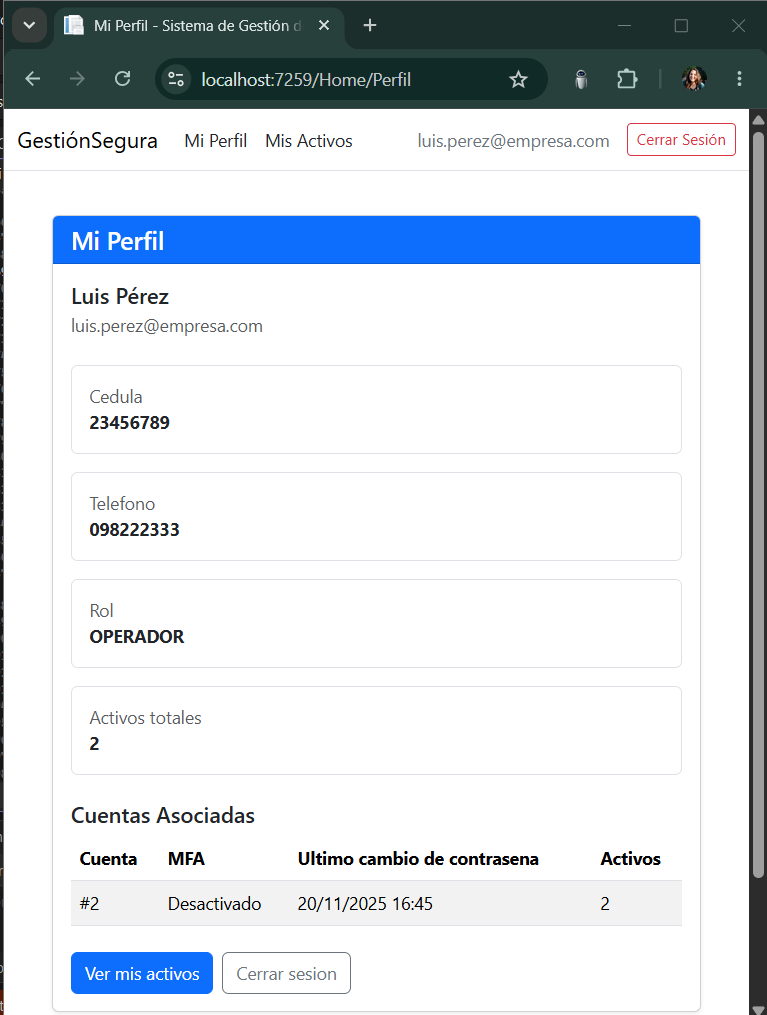 Mi Perfil - Sistema de Gestión d
localhost:7259/Home/Perfil
GestiónSegura Mi Perfil Mis Activos luis.perez@empresa.com Cerrar Sesión
Mi Perfil
Luis Pérez
luis.perez@empresa.com
Cedula
23456789
Telefono
098222333
Rol
OPERADOR
Activos totales
2
Cuentas Asociadas
Cuenta MFA Ultimo cambio de contrasena Activos
#2 Desactivado 20/11/2025 16:45 2
Ver mis activos Cerrar sesion